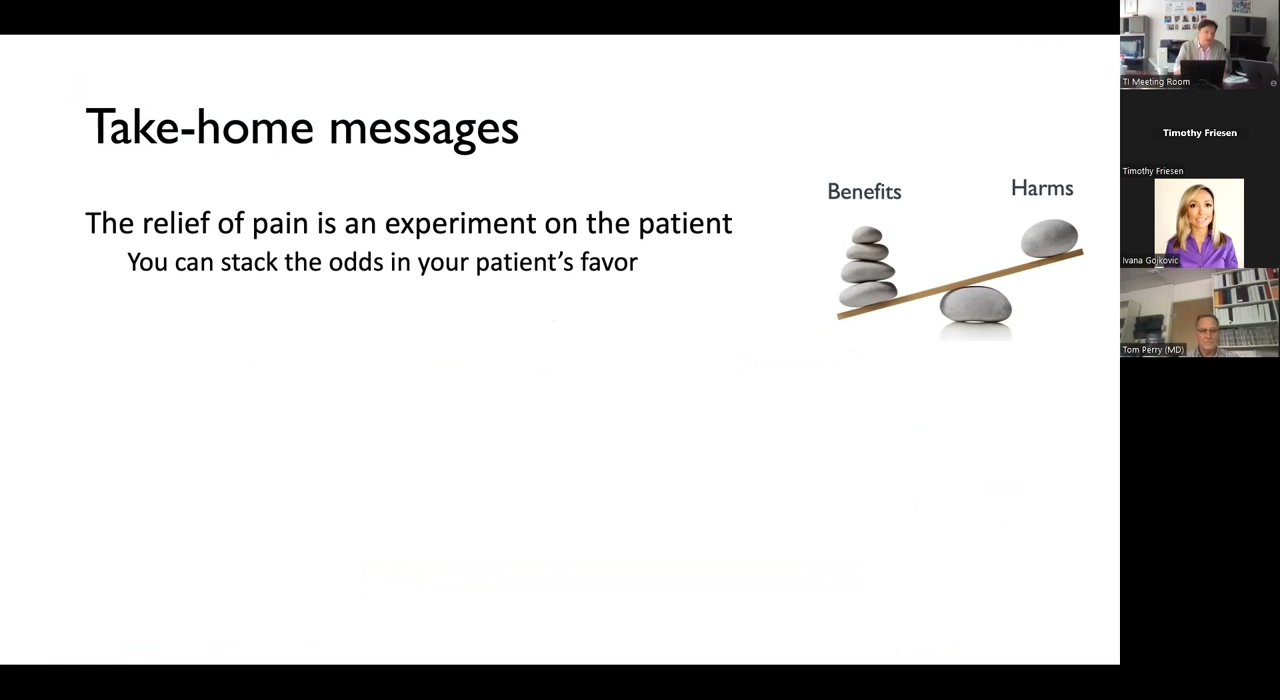 Take-home messages
The relief of pain is an experiment on the patient
You can stack the odds in your patient’s favor
Benefits
Harms
TI Meeting Room
Timothy Friesen
Timothy Friesen
Ivana Gojkovic
Tom Perry (MD)